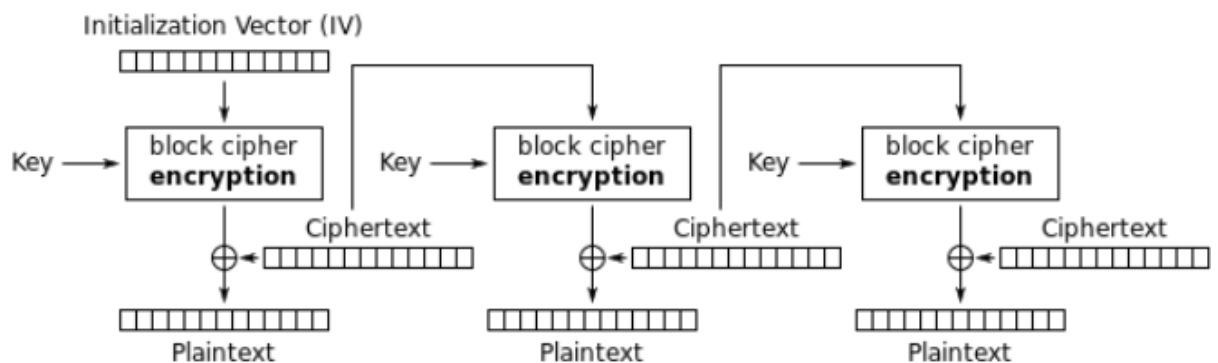 Initialization Vector (IV)
Key
block cipher
encryption
Key
block cipher
encryption
Key
block cipher
encryption
Ciphertext
Ciphertext
Ciphertext
Plaintext
Plaintext
Plaintext